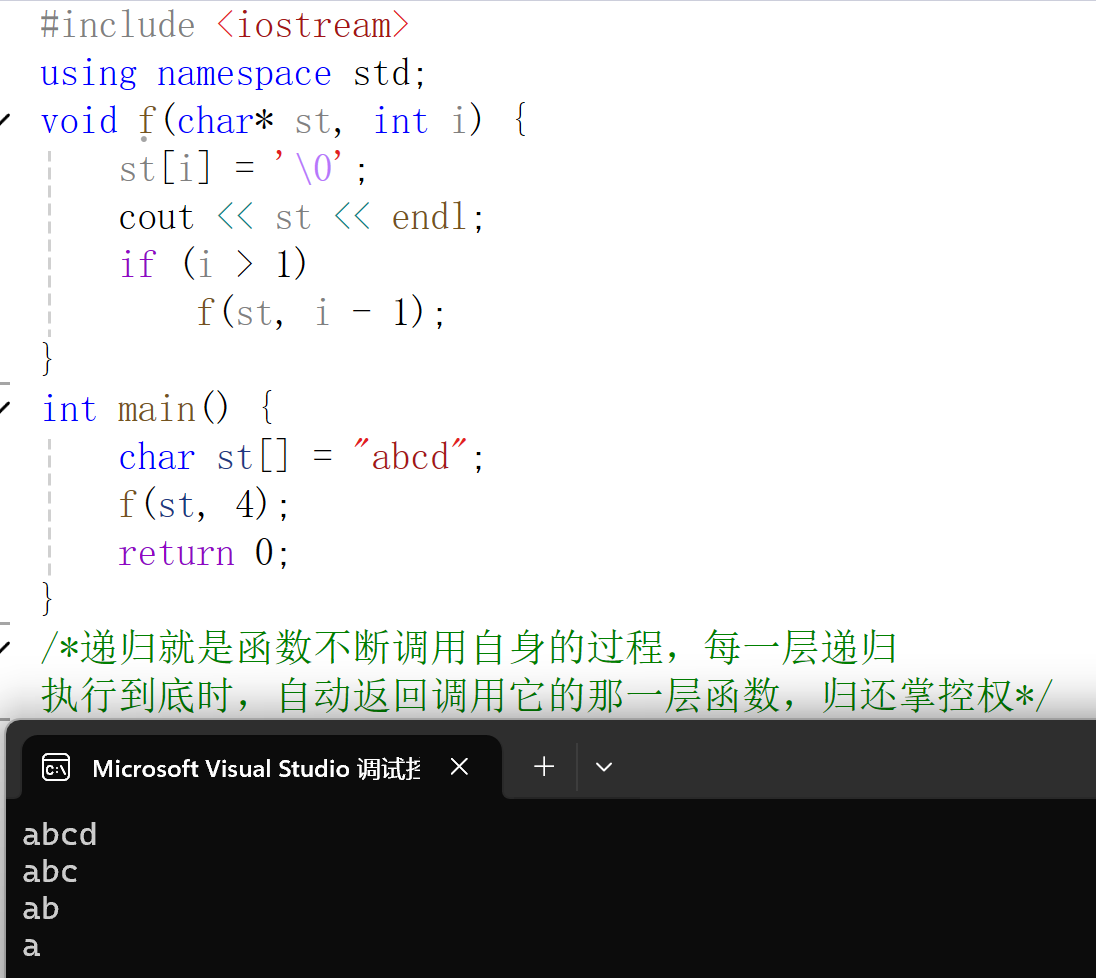 #include <iostream>
using namespace std;
void f(char* st, int i) {
    st[i] = '\0';
    cout << st << endl;
    if (i > 1)
        f(st, i - 1);
}
int main() {
    char st[] = "abcd";
    f(st, 4);
    return 0;
}
/*递归就是函数不断调用自身的过程，每一层递归
执行到底时，自动返回调用它的那一层函数，归还掌控权*/
Microsoft Visual Studio 调试控
abcd
abc
ab
a